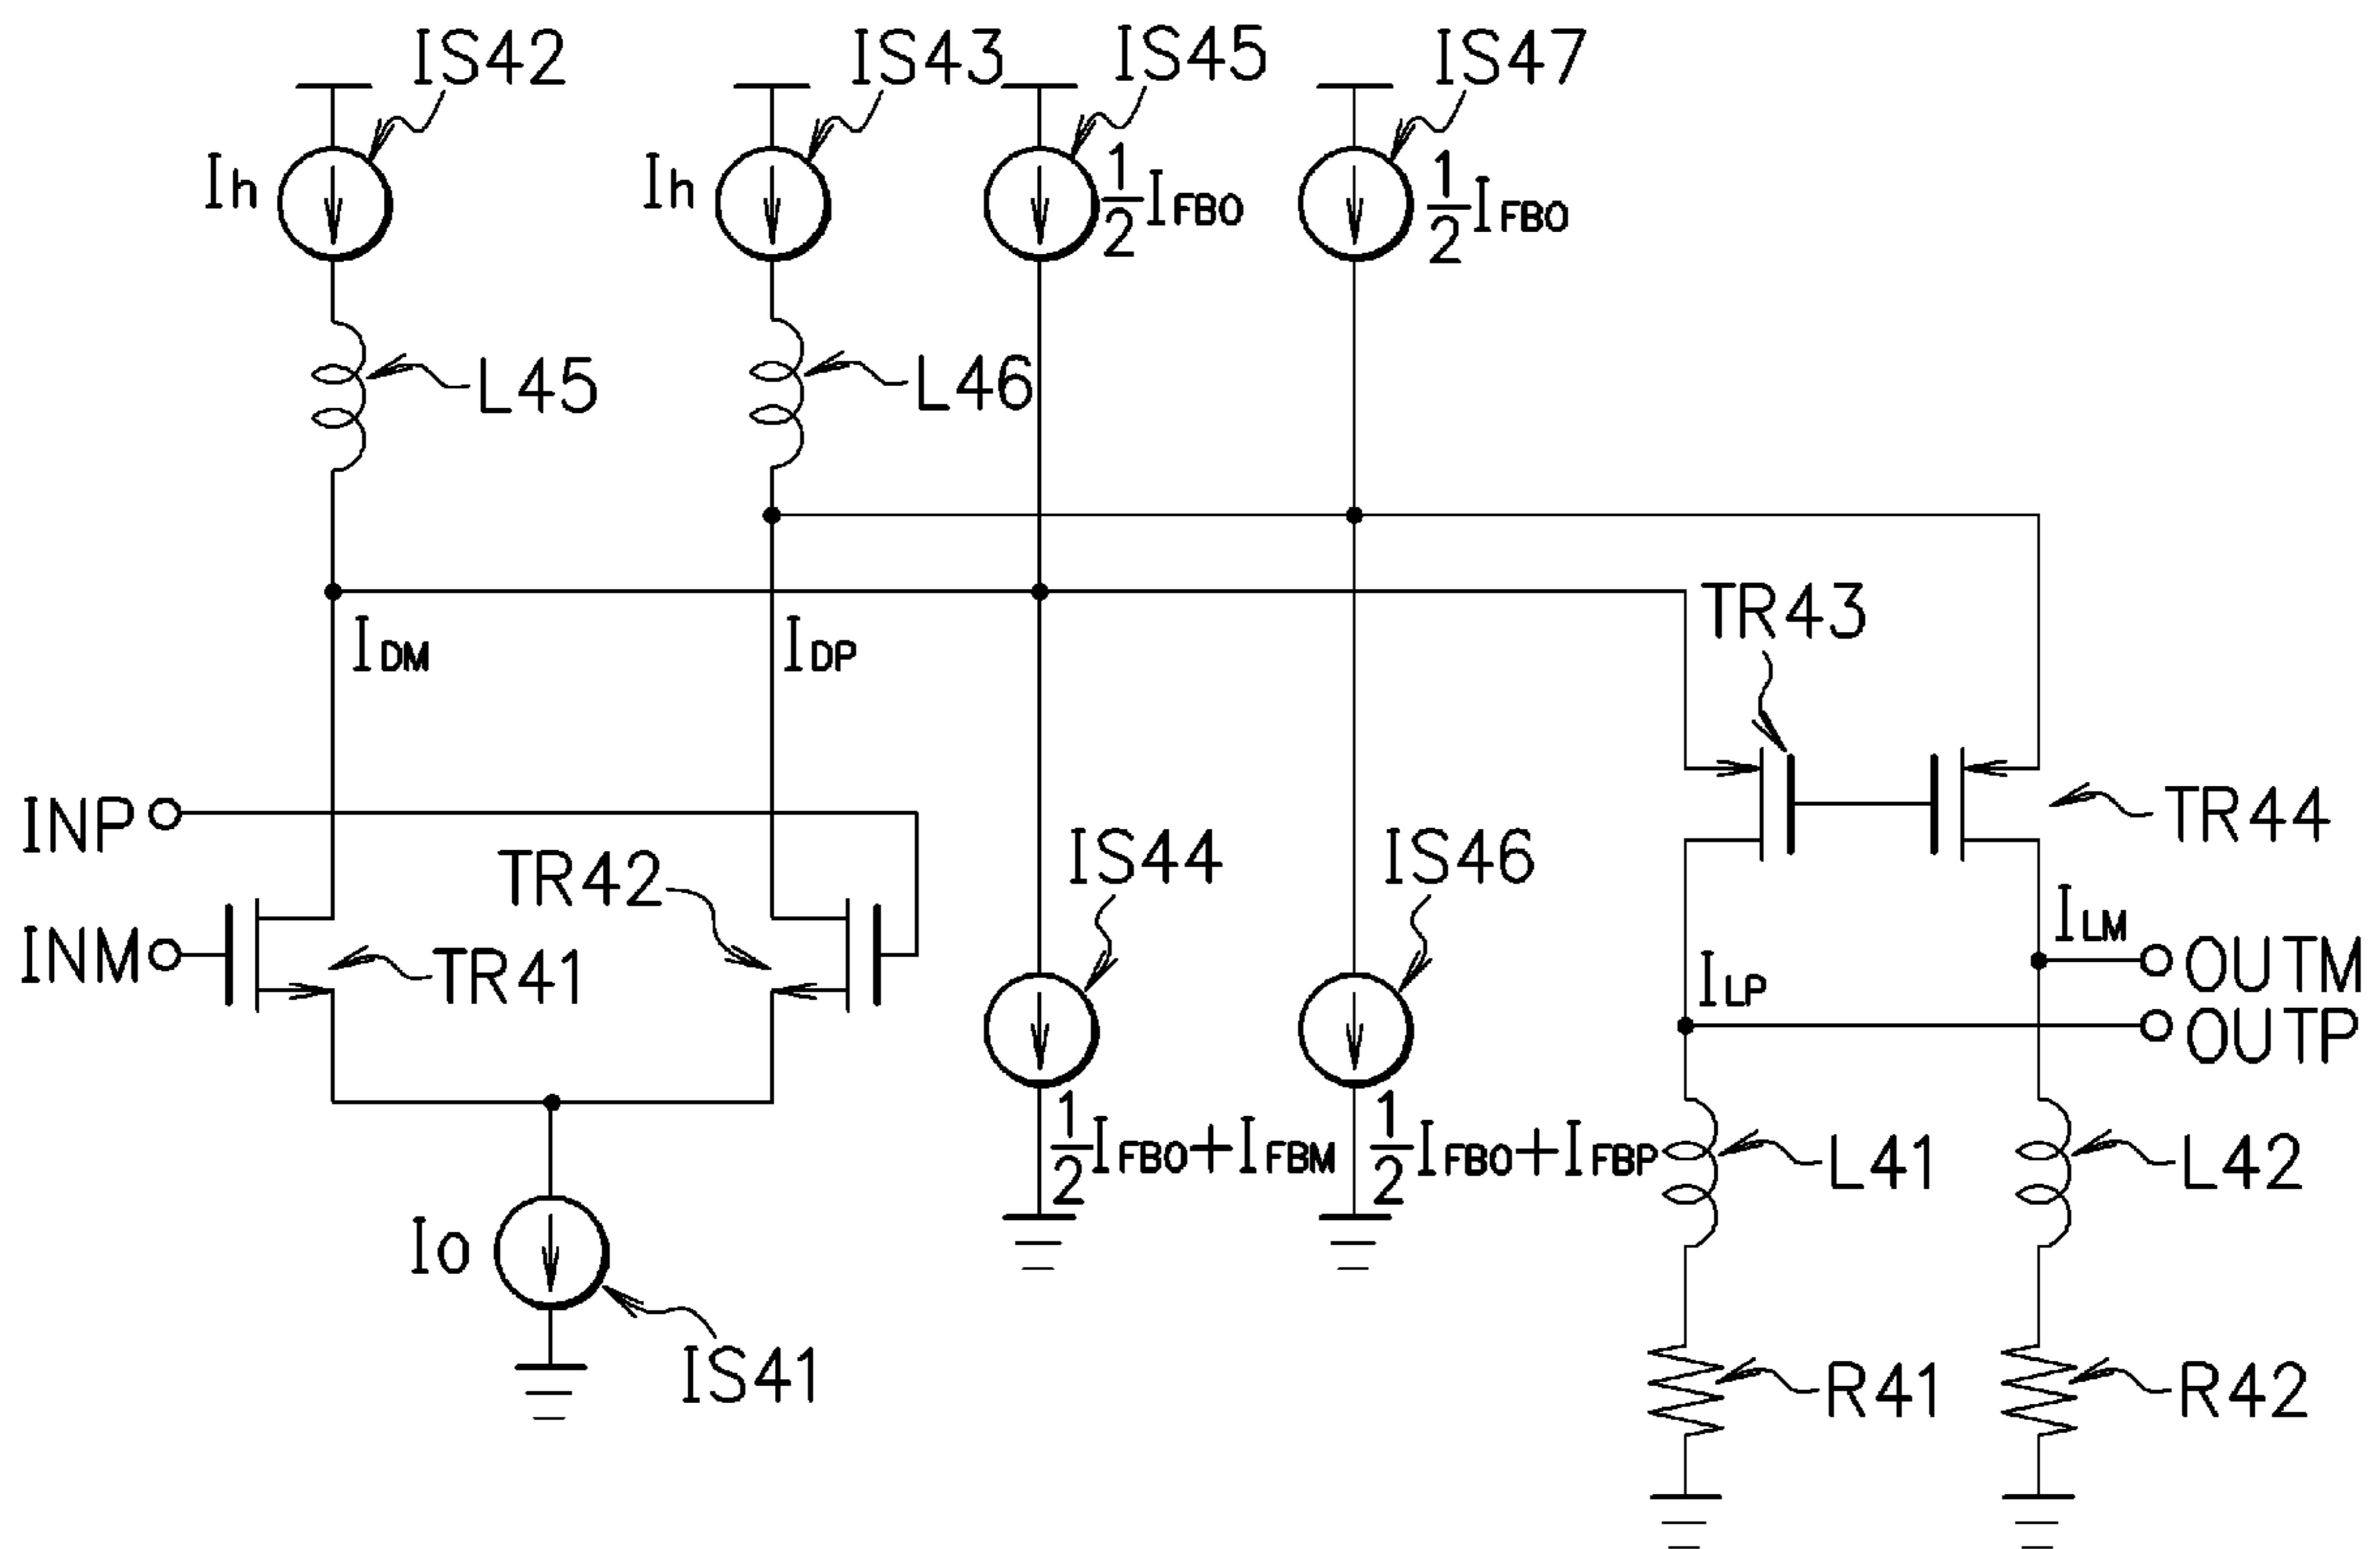 IS42
IS43
IS45
IS47
Ih
Ih
1/2 IFBO
1/2 IFBO
L45
L46
IDM
IDP
TR43
INP
TR42
IS44
IS46
TR44
INM
TR41
ILM
OUTM
ILP
OUTP
1/2 IFBO+IFBM
1/2 IFBO+IFBP
L41
L42
Io
IS41
R41
R42